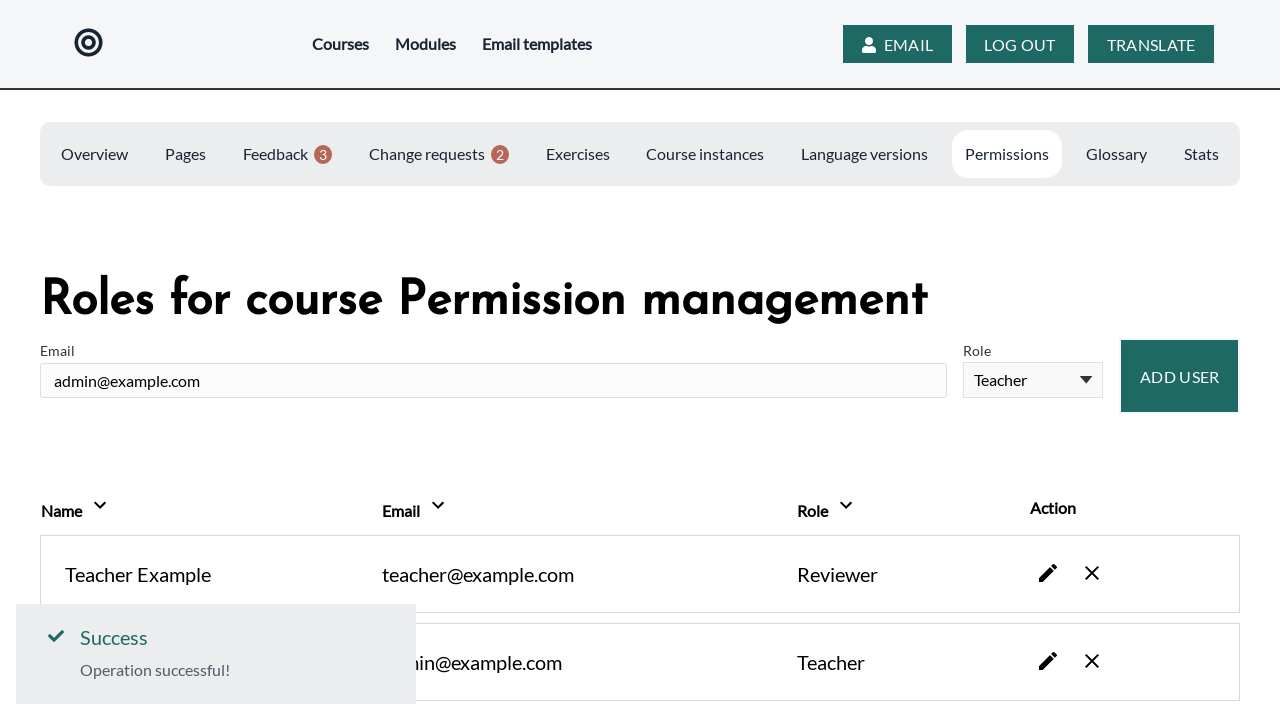 Courses Modules Email templates EMAIL LOG OUT TRANSLATE
Overview Pages Feedback 3 Change requests 2 Exercises Course instances Language versions Permissions Glossary Stats
Roles for course Permission management
Email Role
admin@example.com Teacher ADD USER
Name Email Role Action
Teacher Example teacher@example.com Reviewer
min@example.com Teacher
Success
Operation successful!